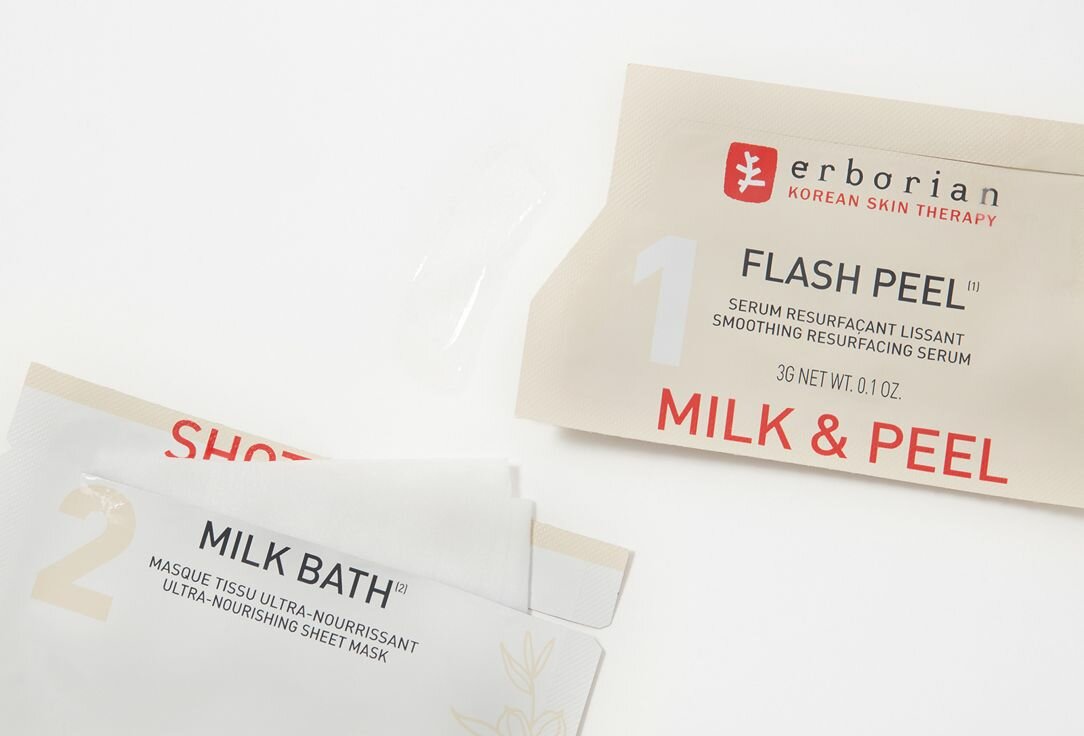 erborian
KOREAN SKIN THERAPY
1
FLASH PEEL(1)
SERUM RESURFAÇANT LISSANT
SMOOTHING RESURFACING SERUM
3G NET WT. 0.1 OZ.
MILK & PEEL
SHOT
2
MILK BATH(2)
MASQUE TISSU ULTRA-NOURRISSANT
ULTRA-NOURISHING SHEET MASK